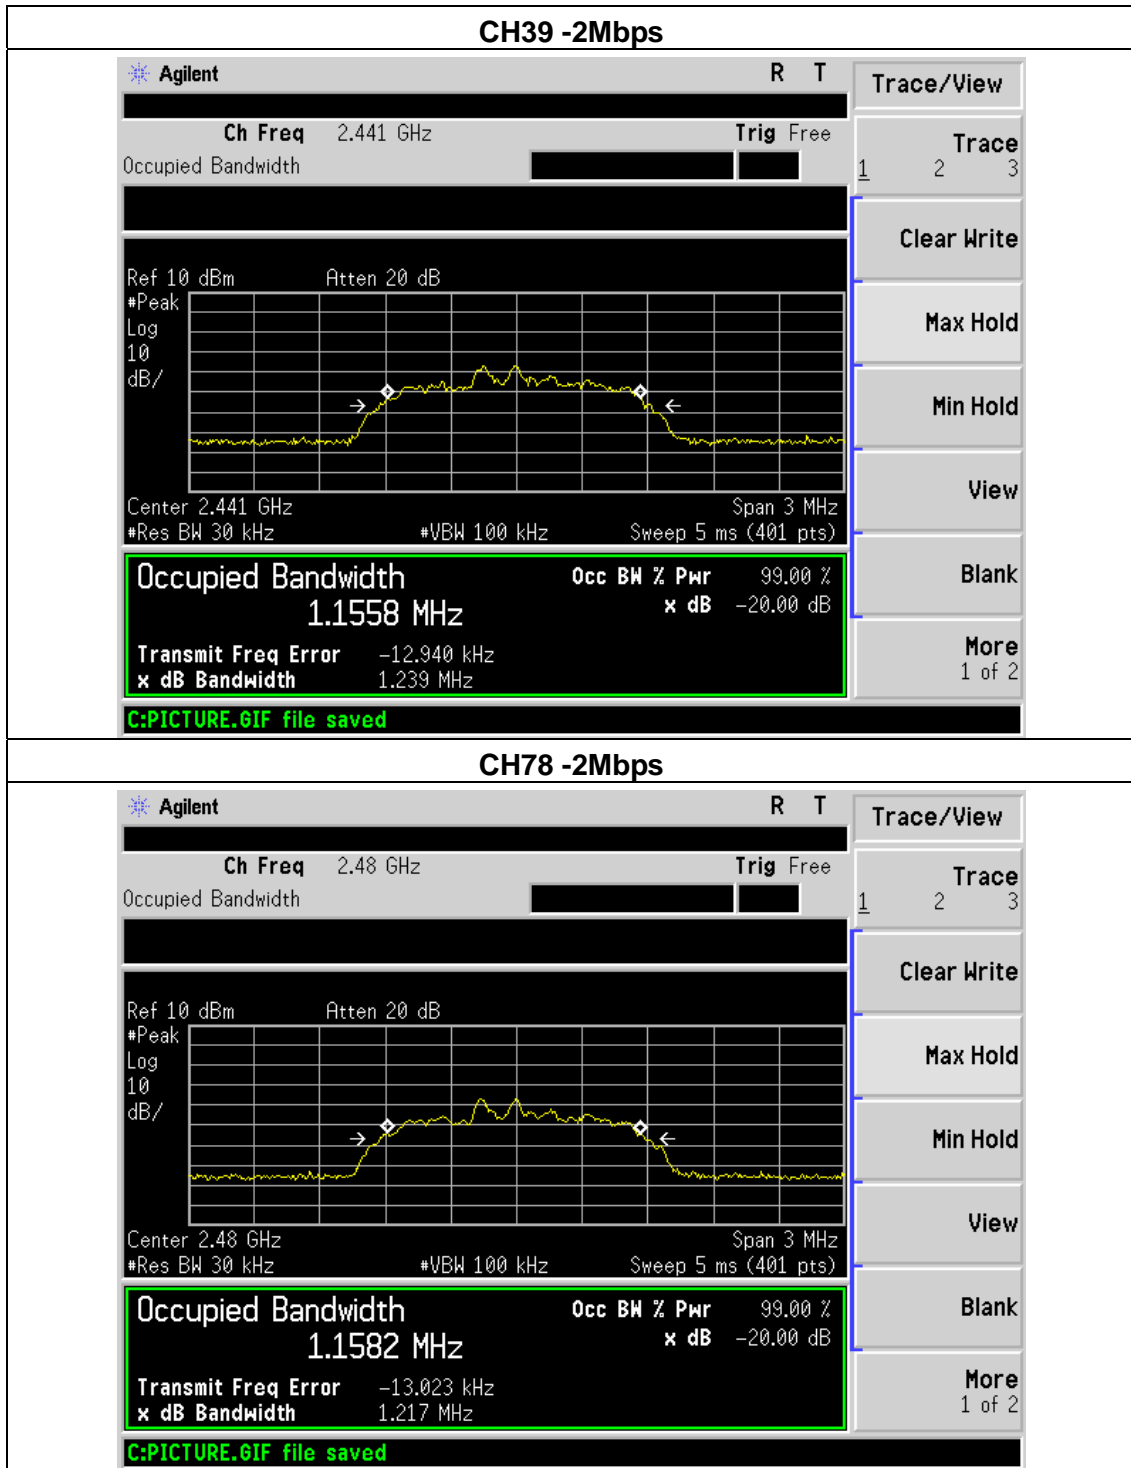 CH39 -2Mbps
Agilent R T Trace/View
Ch Freq 2.441 GHz Trig Free
Occupied Bandwidth
Trace
1 2 3
Clear Write
Ref 10 dBm Atten 20 dB
#Peak
Log
10
dB/
Max Hold
Min Hold
View
Center 2.441 GHz Span 3 MHz
#Res BW 30 kHz #VBW 100 kHz Sweep 5 ms (401 pts)
Occupied Bandwidth Occ BW % Pwr 99.00 %
1.1558 MHz x dB -20.00 dB
Blank
Transmit Freq Error -12.940 kHz
x dB Bandwidth 1.239 MHz
More
1 of 2
C:PICTURE.GIF file saved
CH78 -2Mbps
Agilent R T Trace/View
Ch Freq 2.48 GHz Trig Free
Occupied Bandwidth
Trace
1 2 3
Clear Write
Ref 10 dBm Atten 20 dB
#Peak
Log
10
dB/
Max Hold
Min Hold
View
Center 2.48 GHz Span 3 MHz
#Res BW 30 kHz #VBW 100 kHz Sweep 5 ms (401 pts)
Occupied Bandwidth Occ BW % Pwr 99.00 %
1.1582 MHz x dB -20.00 dB
Blank
Transmit Freq Error -13.023 kHz
x dB Bandwidth 1.217 MHz
More
1 of 2
C:PICTURE.GIF file saved